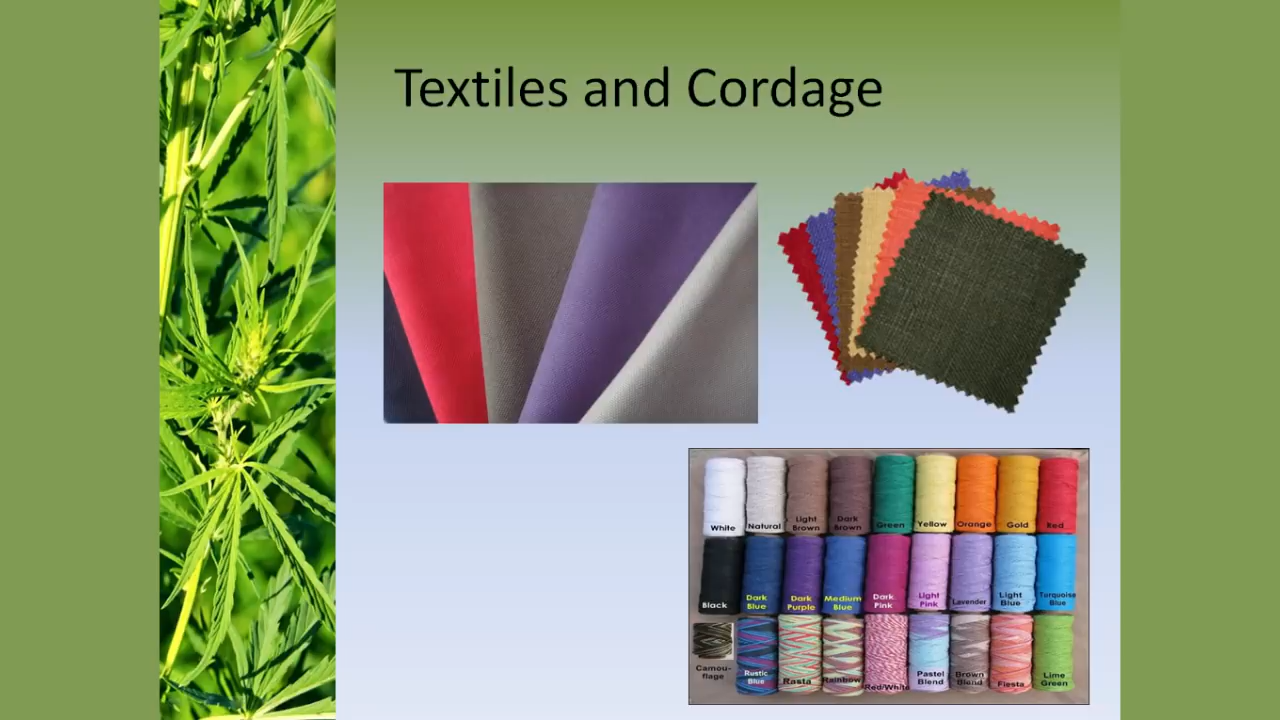 Textiles and Cordage
White
Natural
Light
Brown
Dark
Brown
Green
Yellow
Orange
Gold
Red
Black
Dark
Blue
Dark
Purple
Medium
Blue
Dark
Pink
Light
Pink
Lavender
Light
Blue
Turquoise
Blue
Camou-
flage
Rustic
Blue
Rasta
Rainbow
Red/White
Pastel
Blend
Brown
Blend
Fiesta
Lime
Green